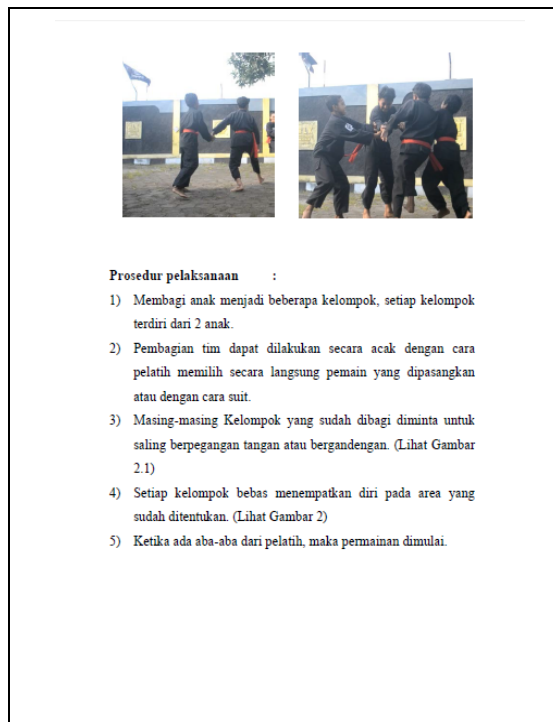 Prosedur pelaksanaan :
1) Membagi anak menjadi beberapa kelompok, setiap kelompok
terdiri dari 2 anak.
2) Pembagian tim dapat dilakukan secara acak dengan cara
pelatih memilih secara langsung pemain yang dipasangkan
atau dengan cara suit.
3) Masing-masing Kelompok yang sudah dibagi diminta untuk
saling berpegangan tangan atau bergandengan. (Lihat Gambar
2.1)
4) Setiap kelompok bebas menempatkan diri pada area yang
sudah ditentukan. (Lihat Gambar 2)
5) Ketika ada aba-aba dari pelatih, maka permainan dimulai.